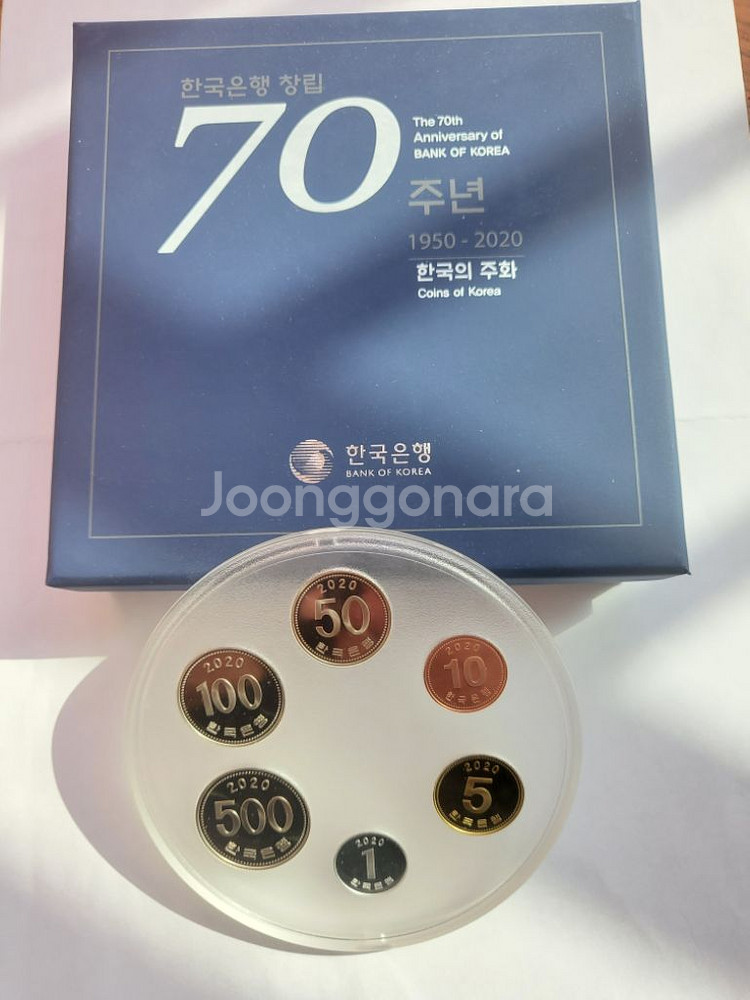 한국은행 창립
70
The 70th
Anniversary of
BANK OF KOREA
주년
1950 - 2020
한국의 주화
Coins of Korea
한국은행
BANK OF KOREA
Joonggonara
2020
50
한국은행
2020
10
한국은행
2020
100
한국은행
2020
5
한국은행
2020
500
한국은행
2020
1
한국은행